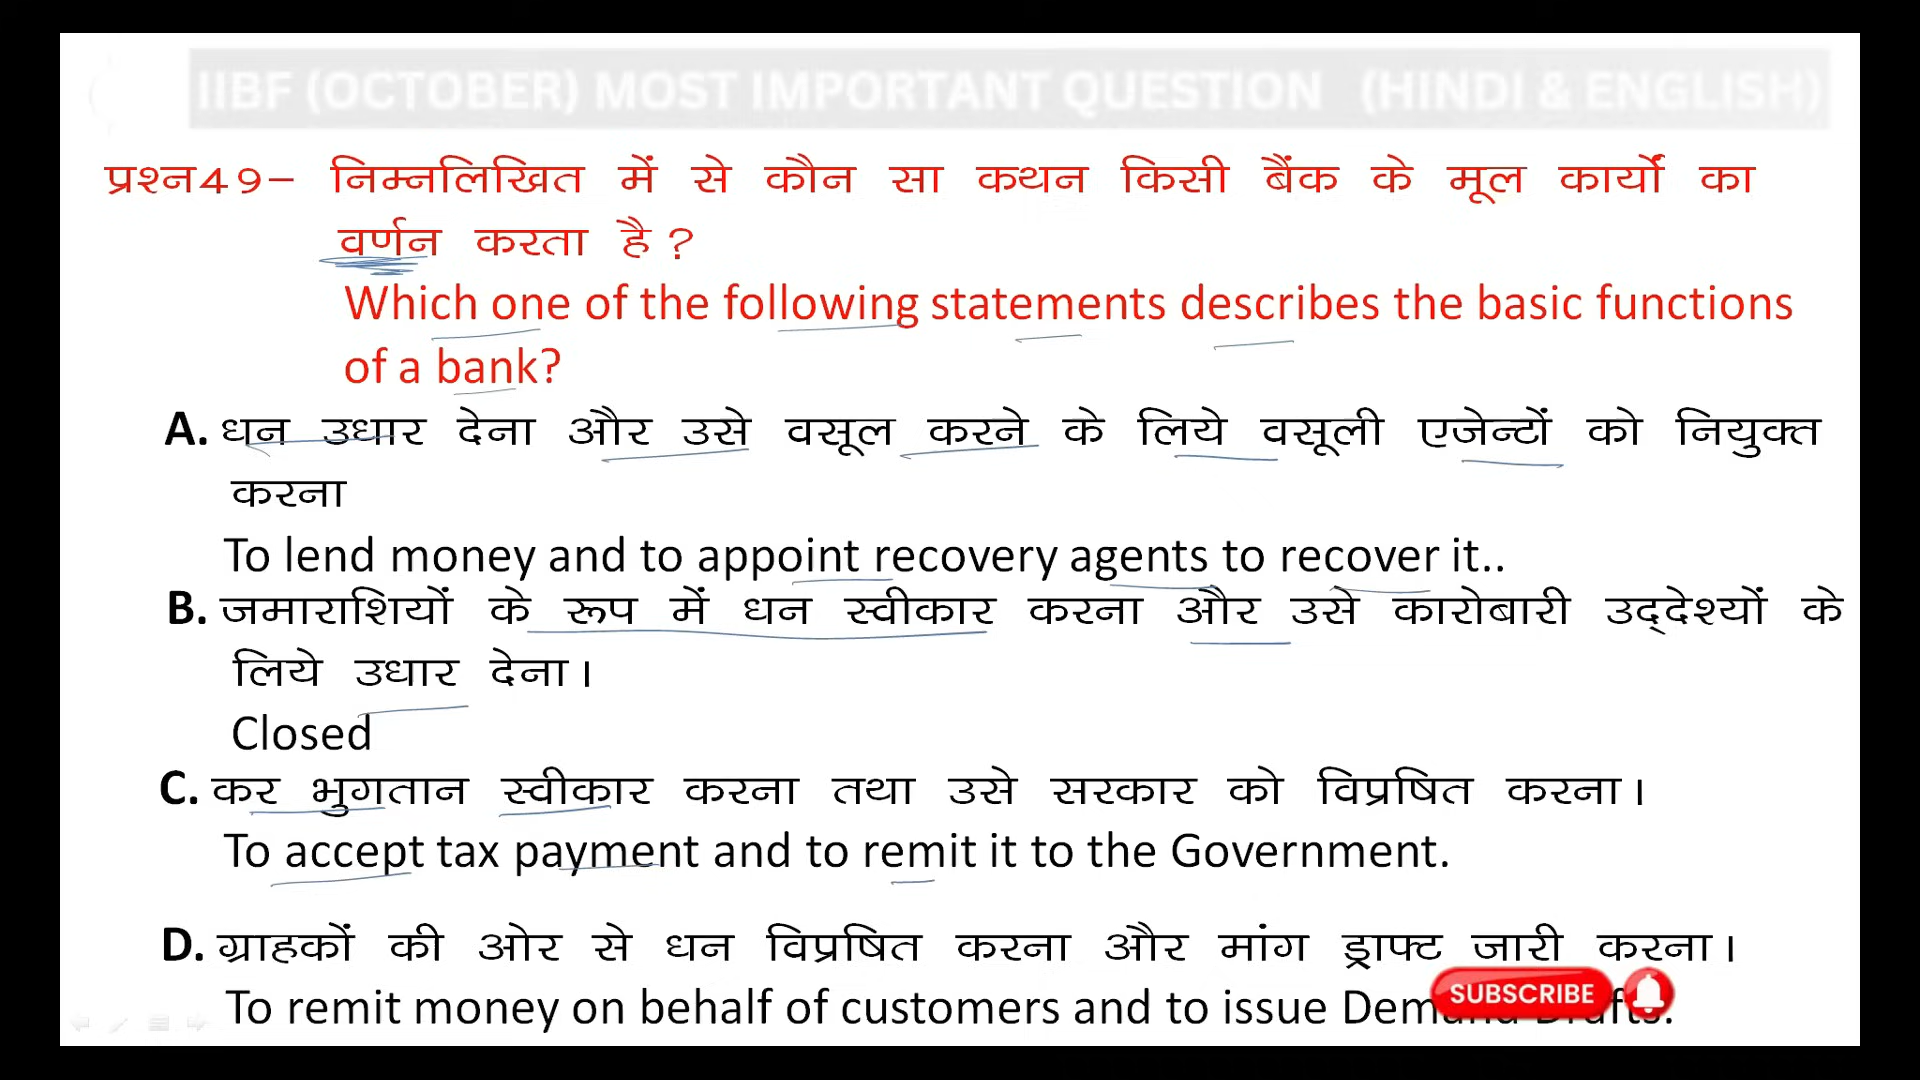 IIBF (OCTOBER) MOST IMPORTANT QUESTION (HINDI & ENGLISH)
प्रश्न49– निम्नलिखित में से कौन सा कथन किसी बैंक के मूल कार्यों का
वर्णन करता है ?
Which one of the following statements describes the basic functions
of a bank?
A. धन उधार देना और उसे वसूल करने के लिये वसूली एजेन्टों को नियुक्त
करना
To lend money and to appoint recovery agents to recover it..
B. जमाराशियों के रूप में धन स्वीकार करना और उसे कारोबारी उद्देश्यों के
लिये उधार देना।
Closed
C. कर भुगतान स्वीकार करना तथा उसे सरकार को विप्रषित करना।
To accept tax payment and to remit it to the Government.
D. ग्राहकों की ओर से धन विप्रषित करना और मांग ड्राफ्ट जारी करना।
To remit money on behalf of customers and to issue Demand Drafts.
SUBSCRIBE